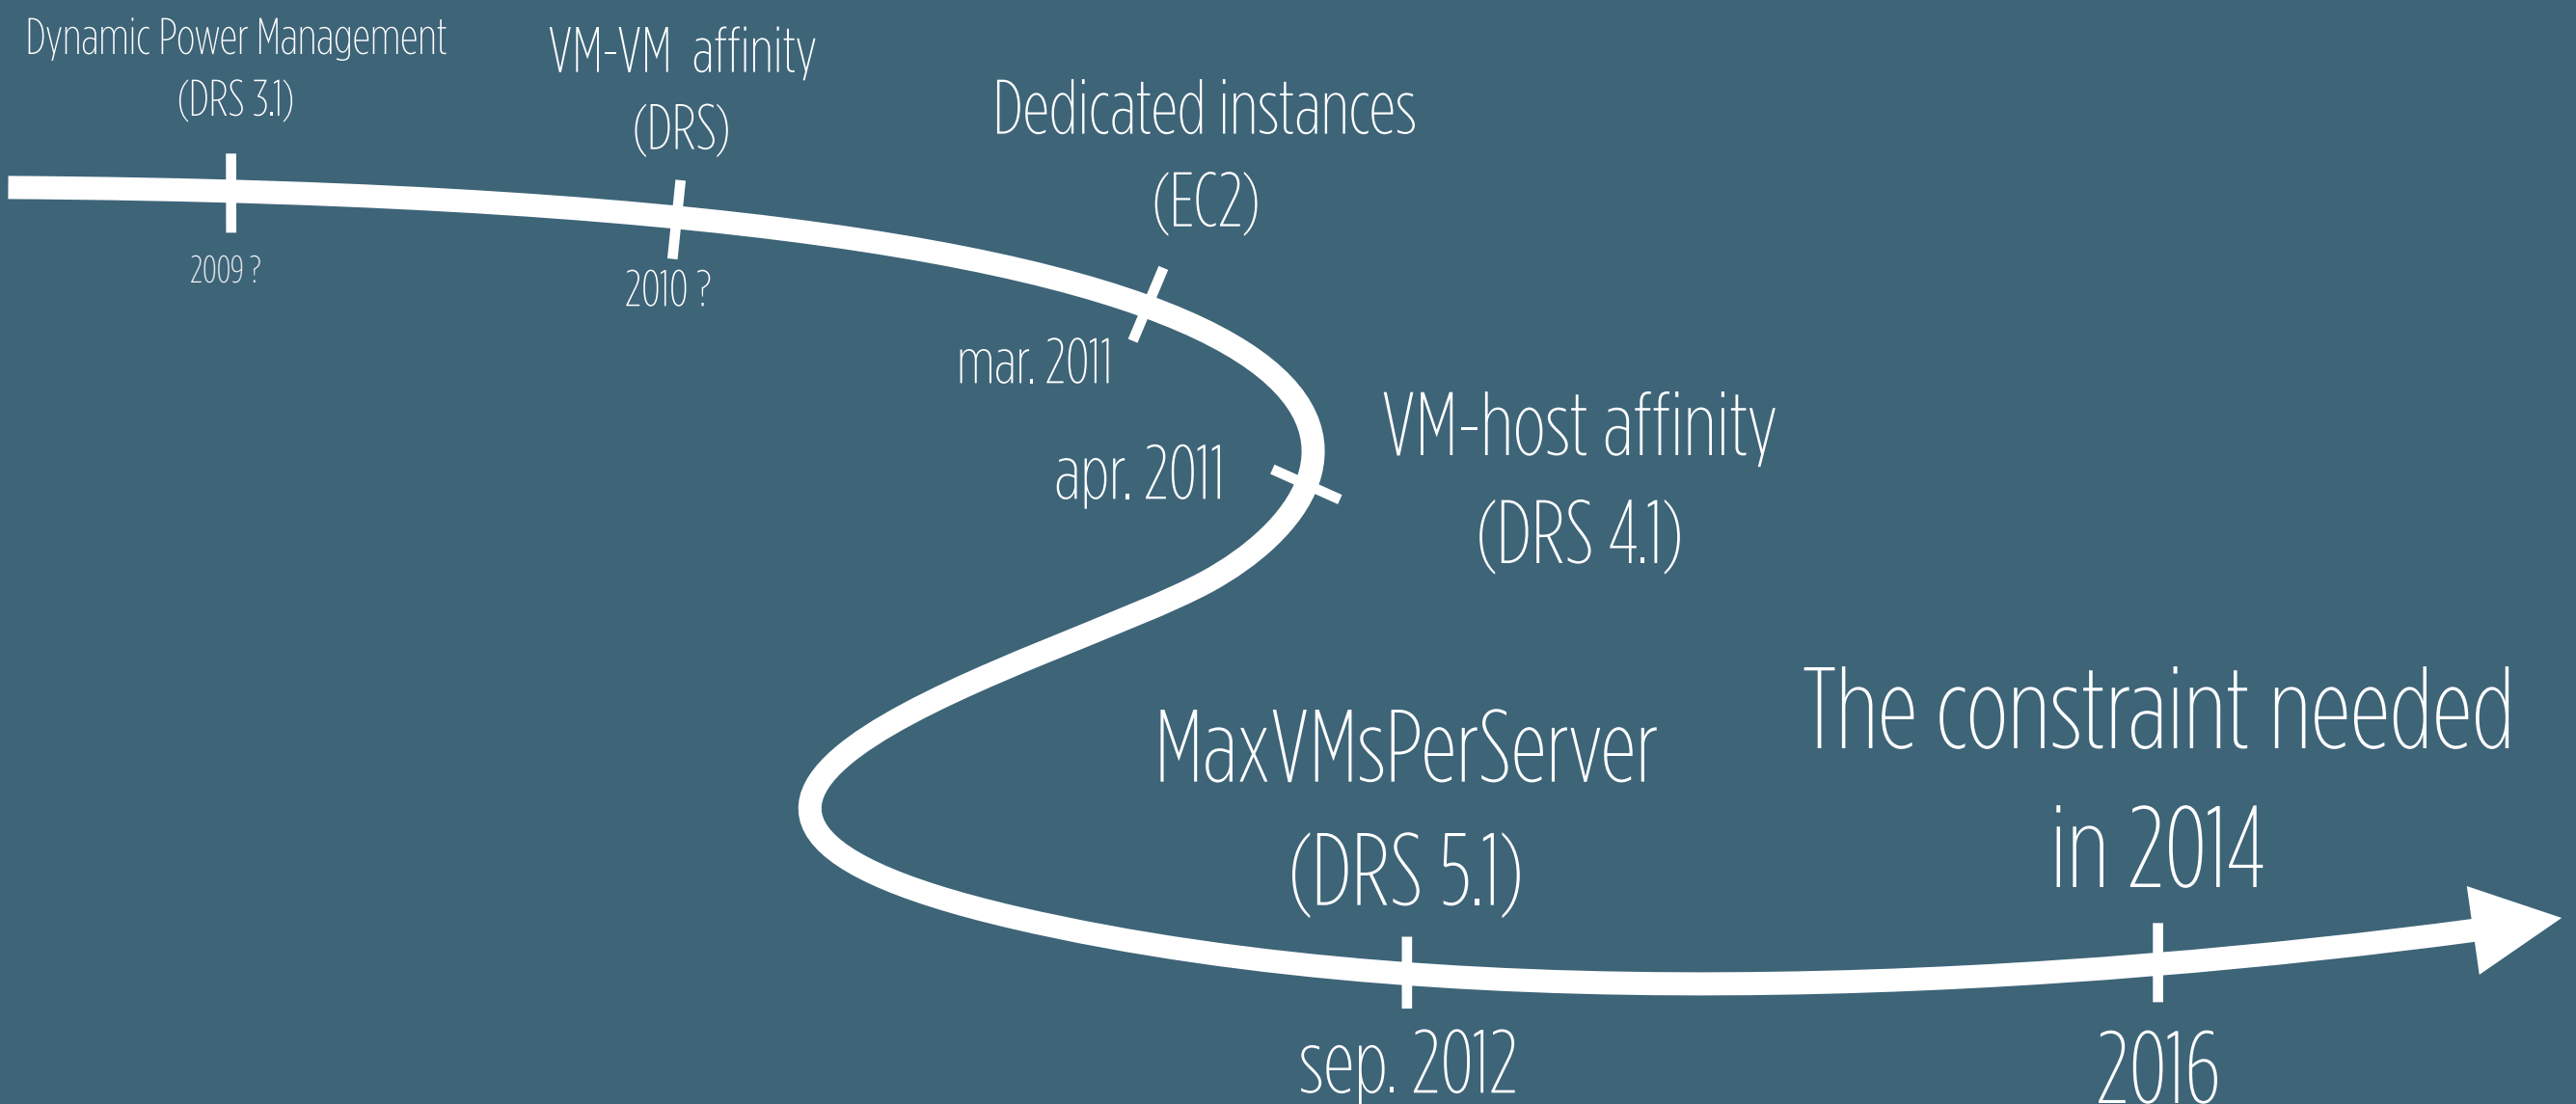 Dynamic Power Management
(DRS 3.1)
2009 ?
VM-VM affinity
(DRS)
2010 ?
Dedicated instances
(EC2)
mar. 2011
VM-host affinity
(DRS 4.1)
apr. 2011
MaxVMsPerServer
(DRS 5.1)
sep. 2012
The constraint needed
in 2014
2016